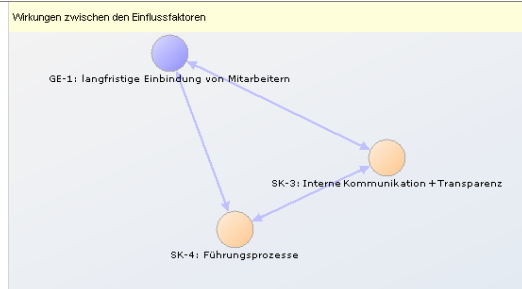 Wirkungen zwischen den Einflussfaktoren
GE-1: langfristige Einbindung von Mitarbeitern
SK-3: Interne Kommunikation + Transparenz
SK-4: Führungsprozesse